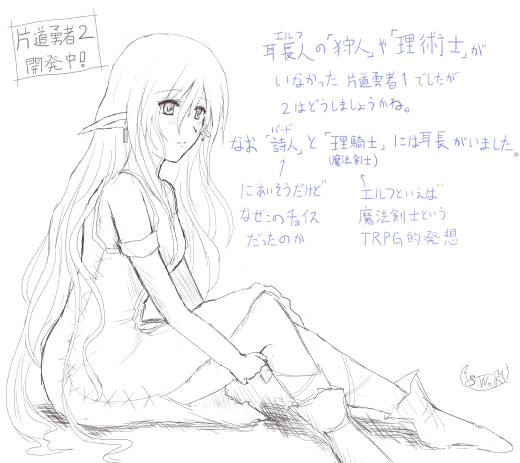 片道勇者2
開発中!
エルフ
耳長人の「狩人」や「理術士」が
いなかった 片道勇者1でしたが
2はどうしましょうかね。
バード
なお「詩人」と「理騎士」には耳長がいました。
(魔法剣士)
にあいそうだけど
なぜこのチョイス
だったのか
エルフといえば
魔法剣士という
TRPG的発想